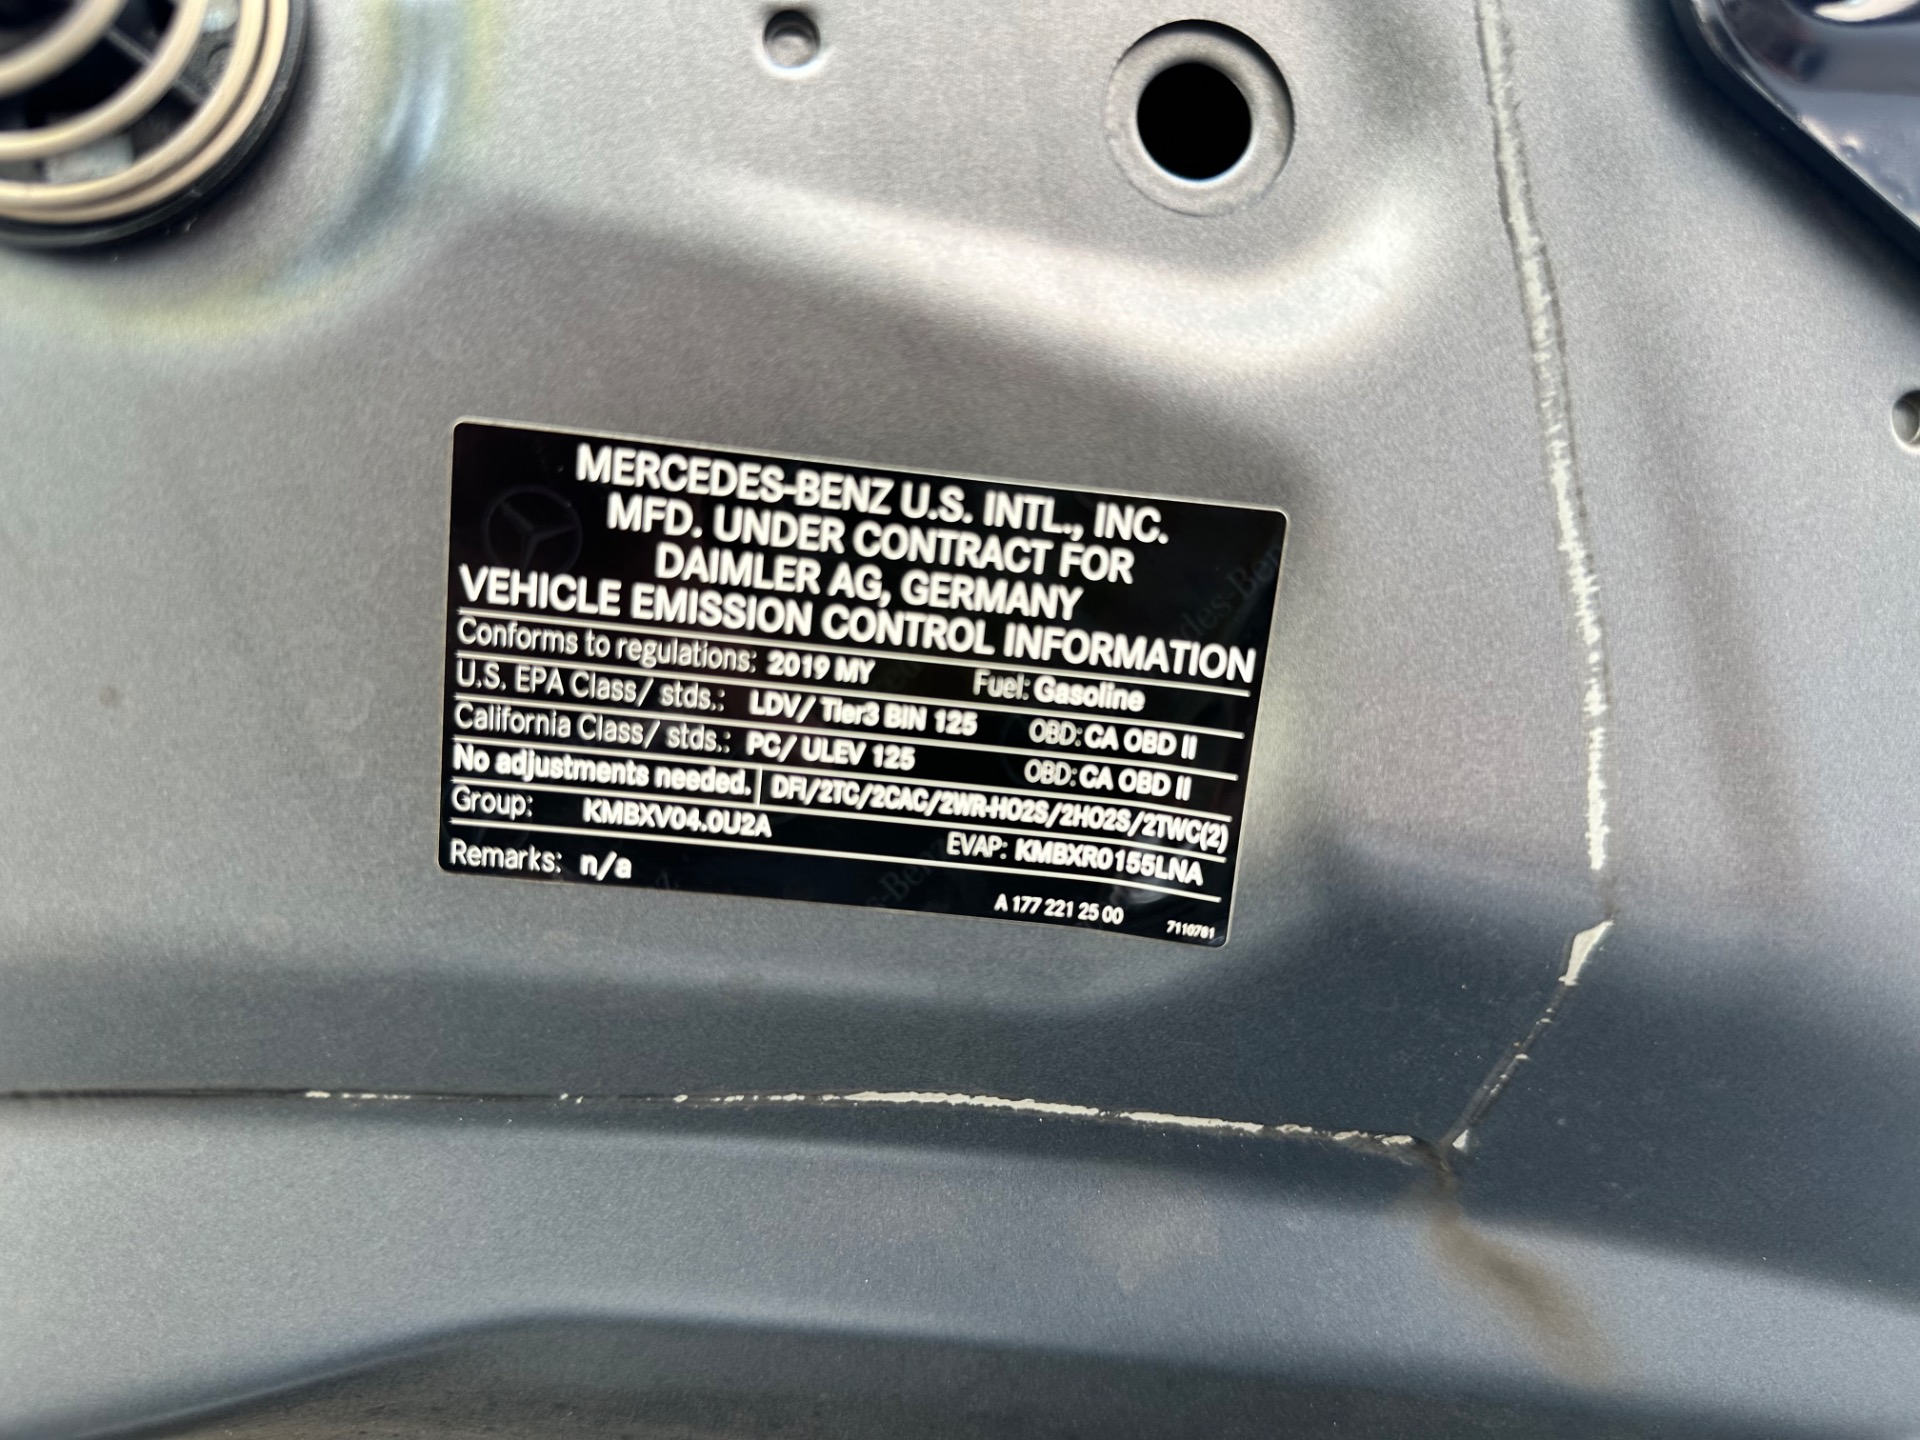 MERCEDES-BENZ U.S. INTL., INC.
MFD. UNDER CONTRACT FOR
DAIMLER AG, GERMANY
VEHICLE EMISSION CONTROL INFORMATION
Conforms to regulations: 2019 MY Fuel: Gasoline
U.S. EPA Class/ stds.: LDV/ Tier3 BIN 125 OBD: CA OBD II
California Class/ stds.: PC/ ULEV 125 OBD: CA OBD II
No adjustments needed. DFI/2TC/2CAC/2WR-HO2S/2HO2S/2TWC(2)
Group: KMBXV04.0U2A EVAP: KMBXR0155LNA
Remarks: n/a
A 177 221 25 00 7110761